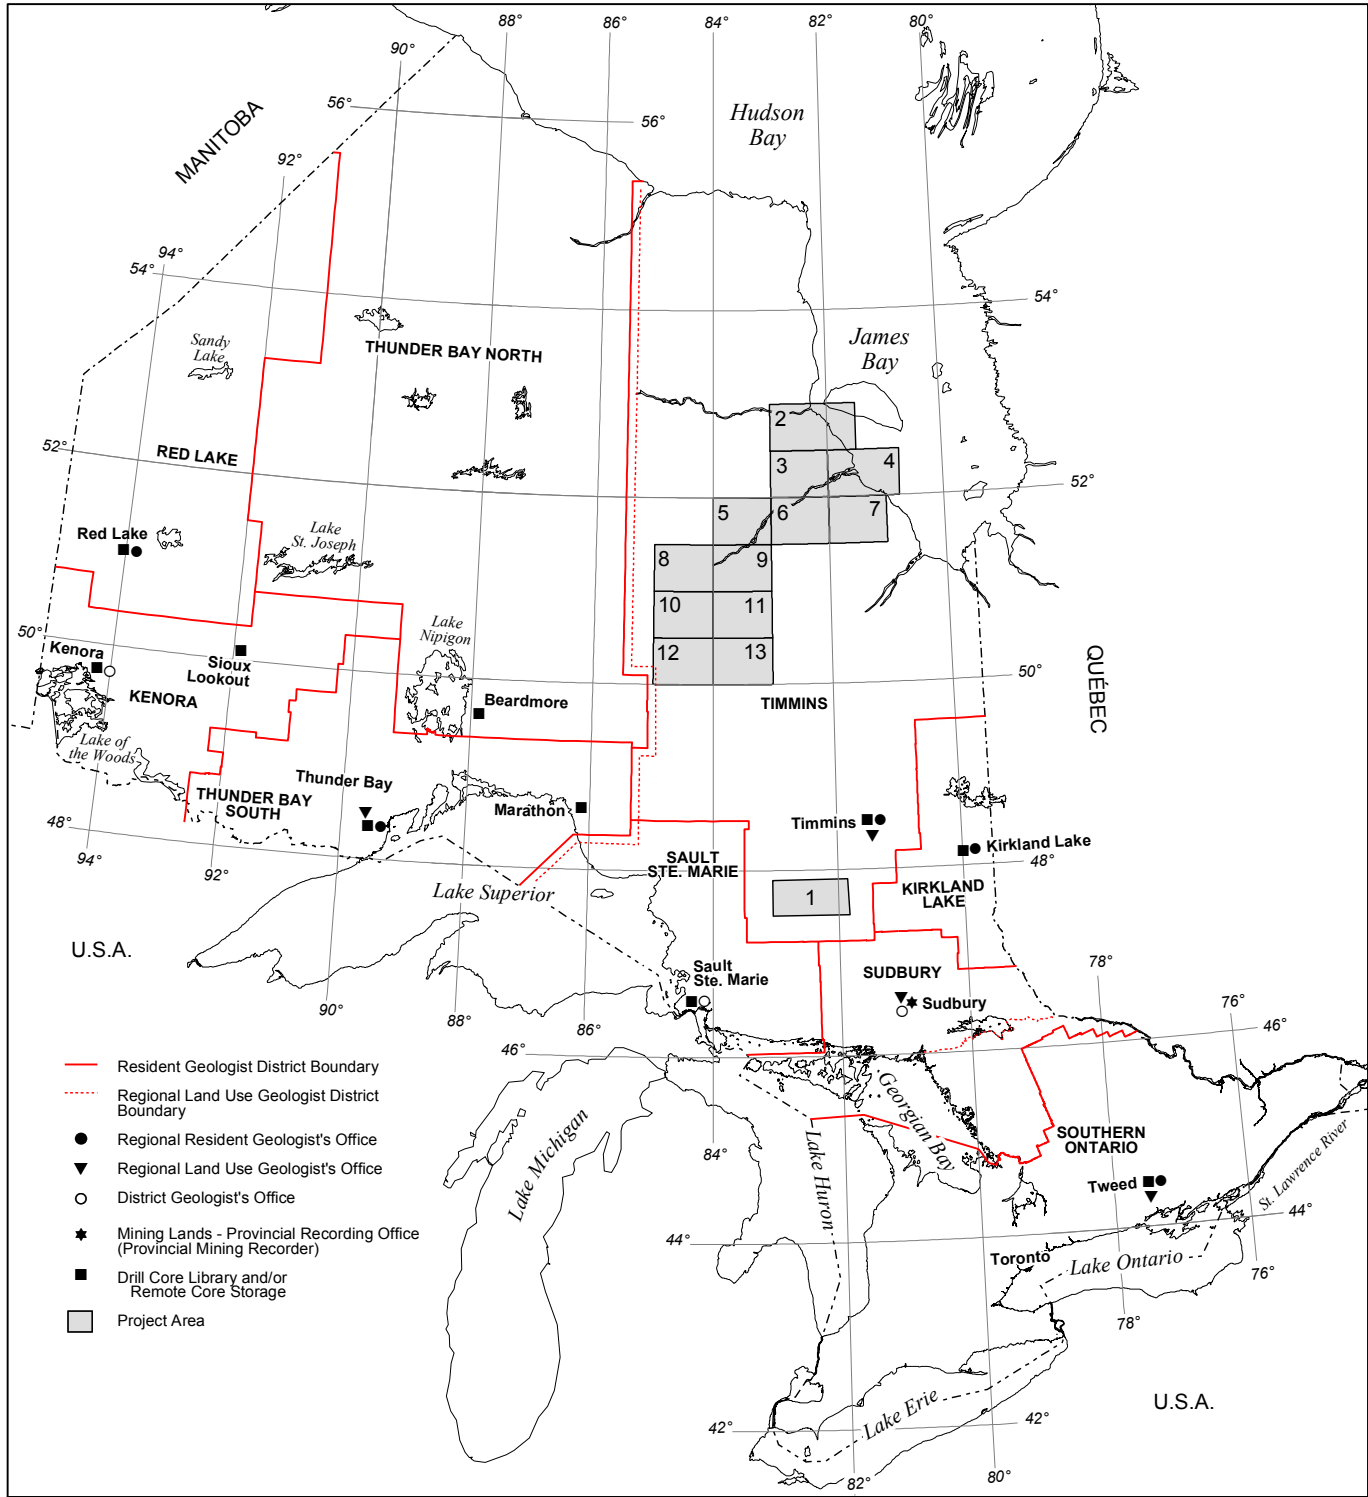 88°
86°
84°
82°
80°
90°
56°
56°
Hudson
Bay
MANITOBA
92°
94°
54°
54°
Sandy
Lake
THUNDER BAY NORTH
James
Bay
2
52°
RED LAKE
3
4
52°
5
6
7
Red Lake
Lake
St. Joseph
8
9
10
11
50°
Lake
Nipigon
Kenora
Sioux
Lookout
12
13
50°
KENORA
Beardmore
TIMMINS
QUÉBEC
Lake of
the Woods
Thunder Bay
THUNDER BAY
SOUTH
Marathon
Timmins
Kirkland Lake
48°
48°
94°
92°
SAULT
STE. MARIE
Lake Superior
1
KIRKLAND
LAKE
U.S.A.
78°
Sault
Ste. Marie
SUDBURY
Sudbury
76°
90°
88°
86°
46°
46°
Resident Geologist District Boundary
Regional Land Use Geologist District
Boundary
Regional Resident Geologist's Office
Regional Land Use Geologist's Office
District Geologist's Office
Mining Lands - Provincial Recording Office
(Provincial Mining Recorder)
Drill Core Library and/or
Remote Core Storage
Project Area
Lake Michigan
84°
Lake Huron
Georgian Bay
SOUTHERN
ONTARIO
Tweed
St. Lawrence River
44°
44°
Toronto
Lake Ontario
76°
78°
Lake Erie
U.S.A.
42°
42°
82°
80°